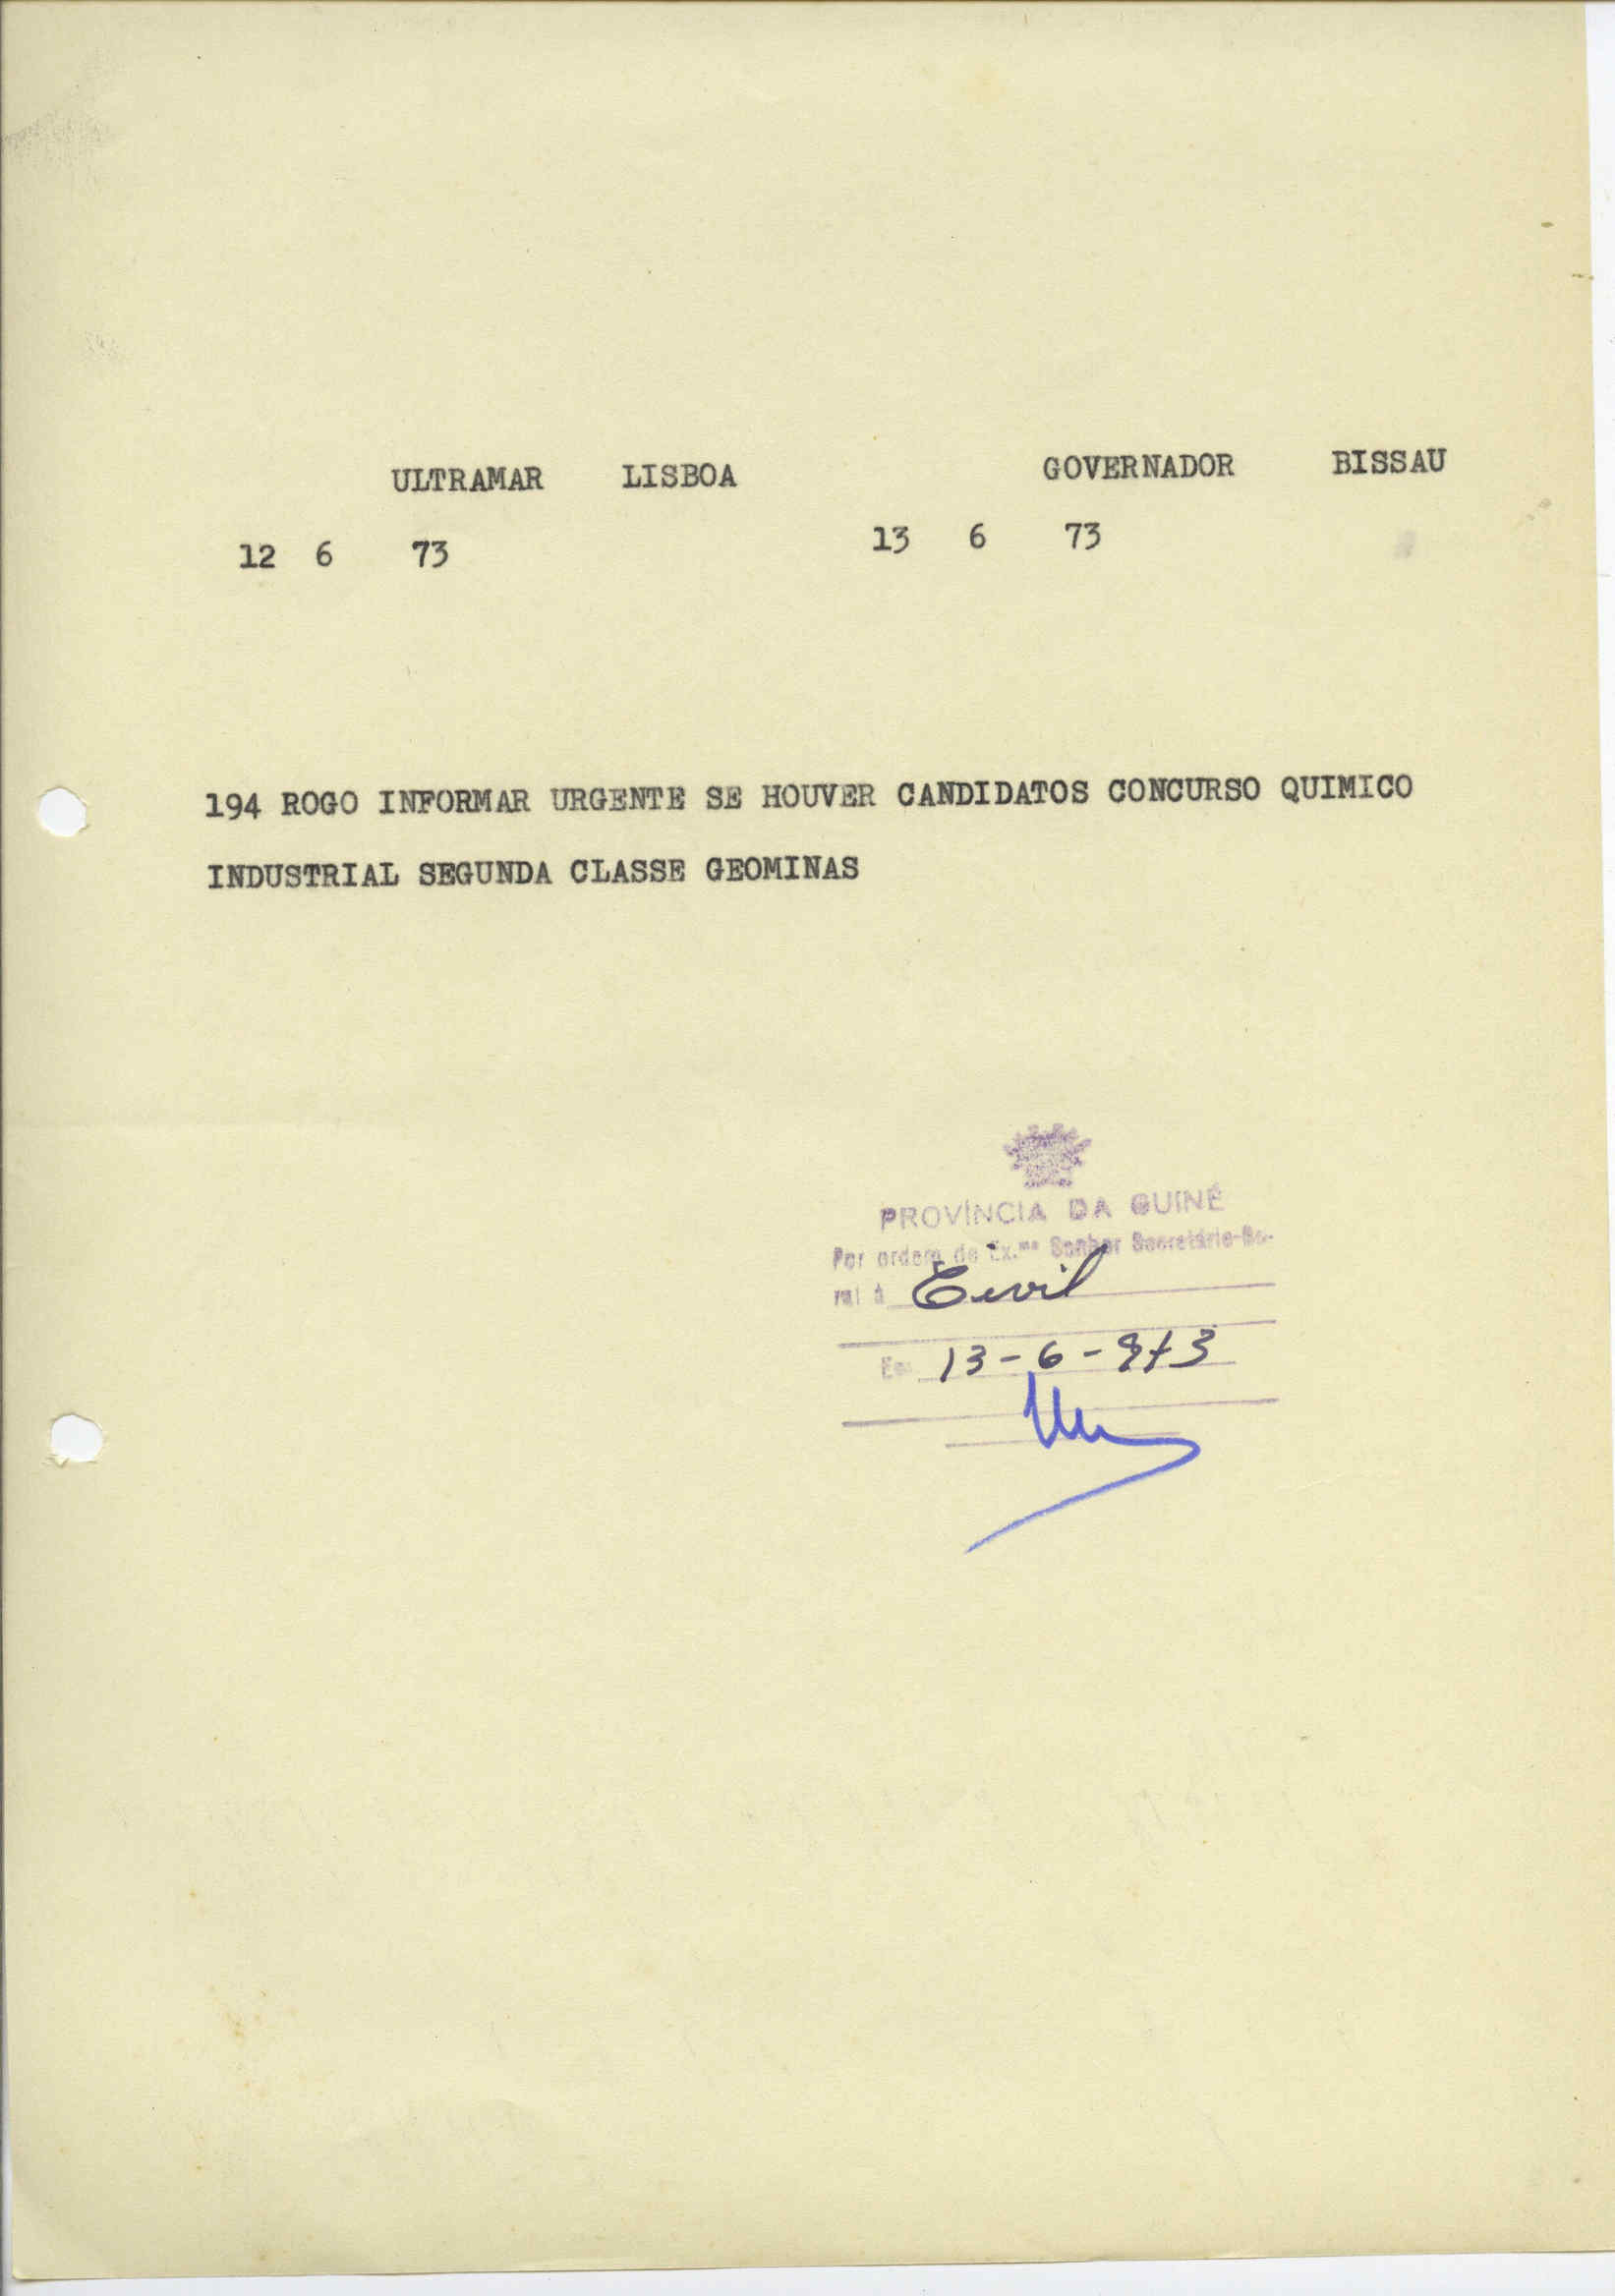 ULTRAMAR LISBOA GOVERNADOR BISSAU
12 6 73 13 6 73
194 ROGO INFORMAR URGENTE SE HOUVER CANDIDATOS CONCURSO QUIMICO
INDUSTRIAL SEGUNDA CLASSE GEOMINAS
PROVÍNCIA DA GUINÉ
Por ordem de Ex.mo Senhor Secretário-Ge-
ral à Civil
Em 13-6-973